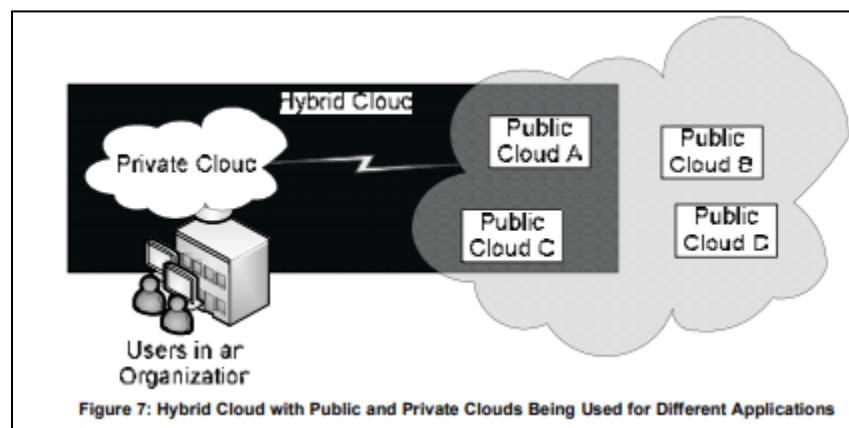 Hybrid Cloud
Private Cloud
Public
Cloud A
Public
Cloud B
Public
Cloud C
Public
Cloud D
Users in an
Organization
Figure 7: Hybrid Cloud with Public and Private Clouds Being Used for Different Applications